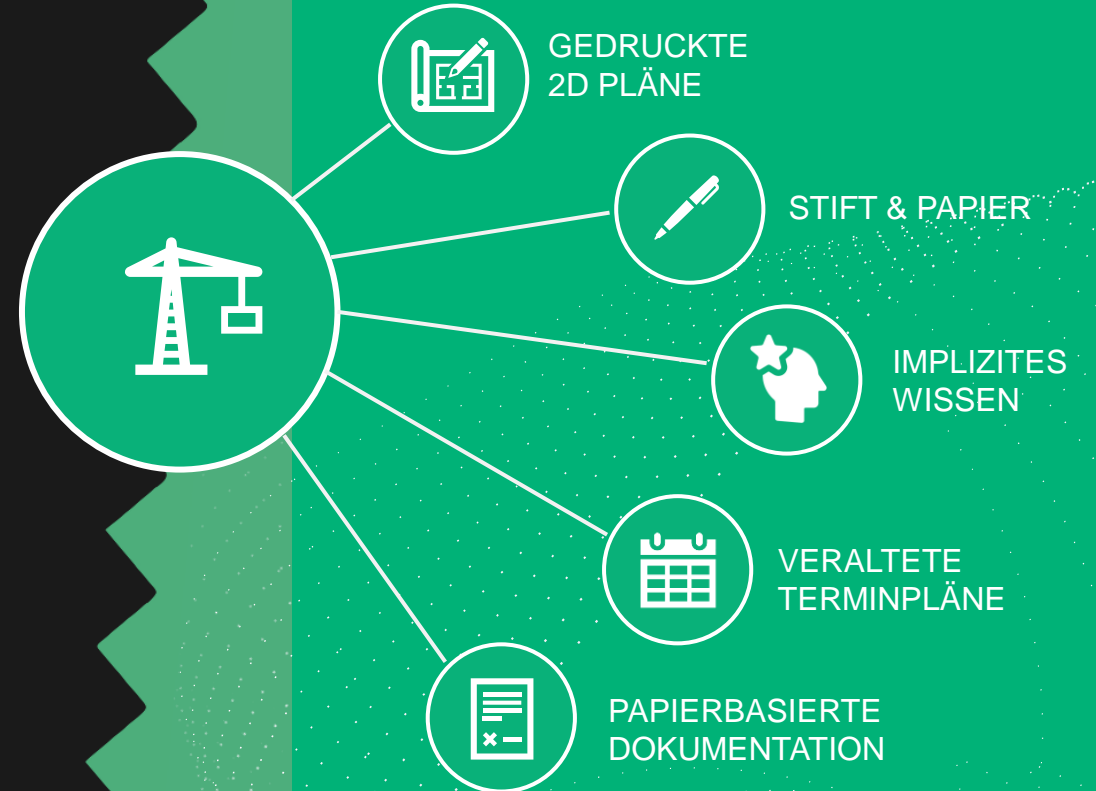 GEDRUCKTE
2D PLÄNE
STIFT & PAPIER
IMPLIZITES
WISSEN
VERALTETE
TERMINPLÄNE
PAPIERBASIERTE
DOKUMENTATION